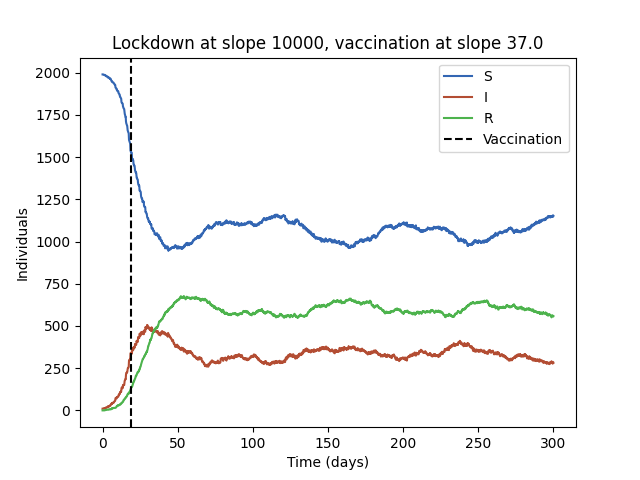 Lockdown at slope 10000, vaccination at slope 37.0
S
I
R
Vaccination
Individuals
2000
1750
1500
1250
1000
750
500
250
0
0 50 100 150 200 250 300
Time (days)